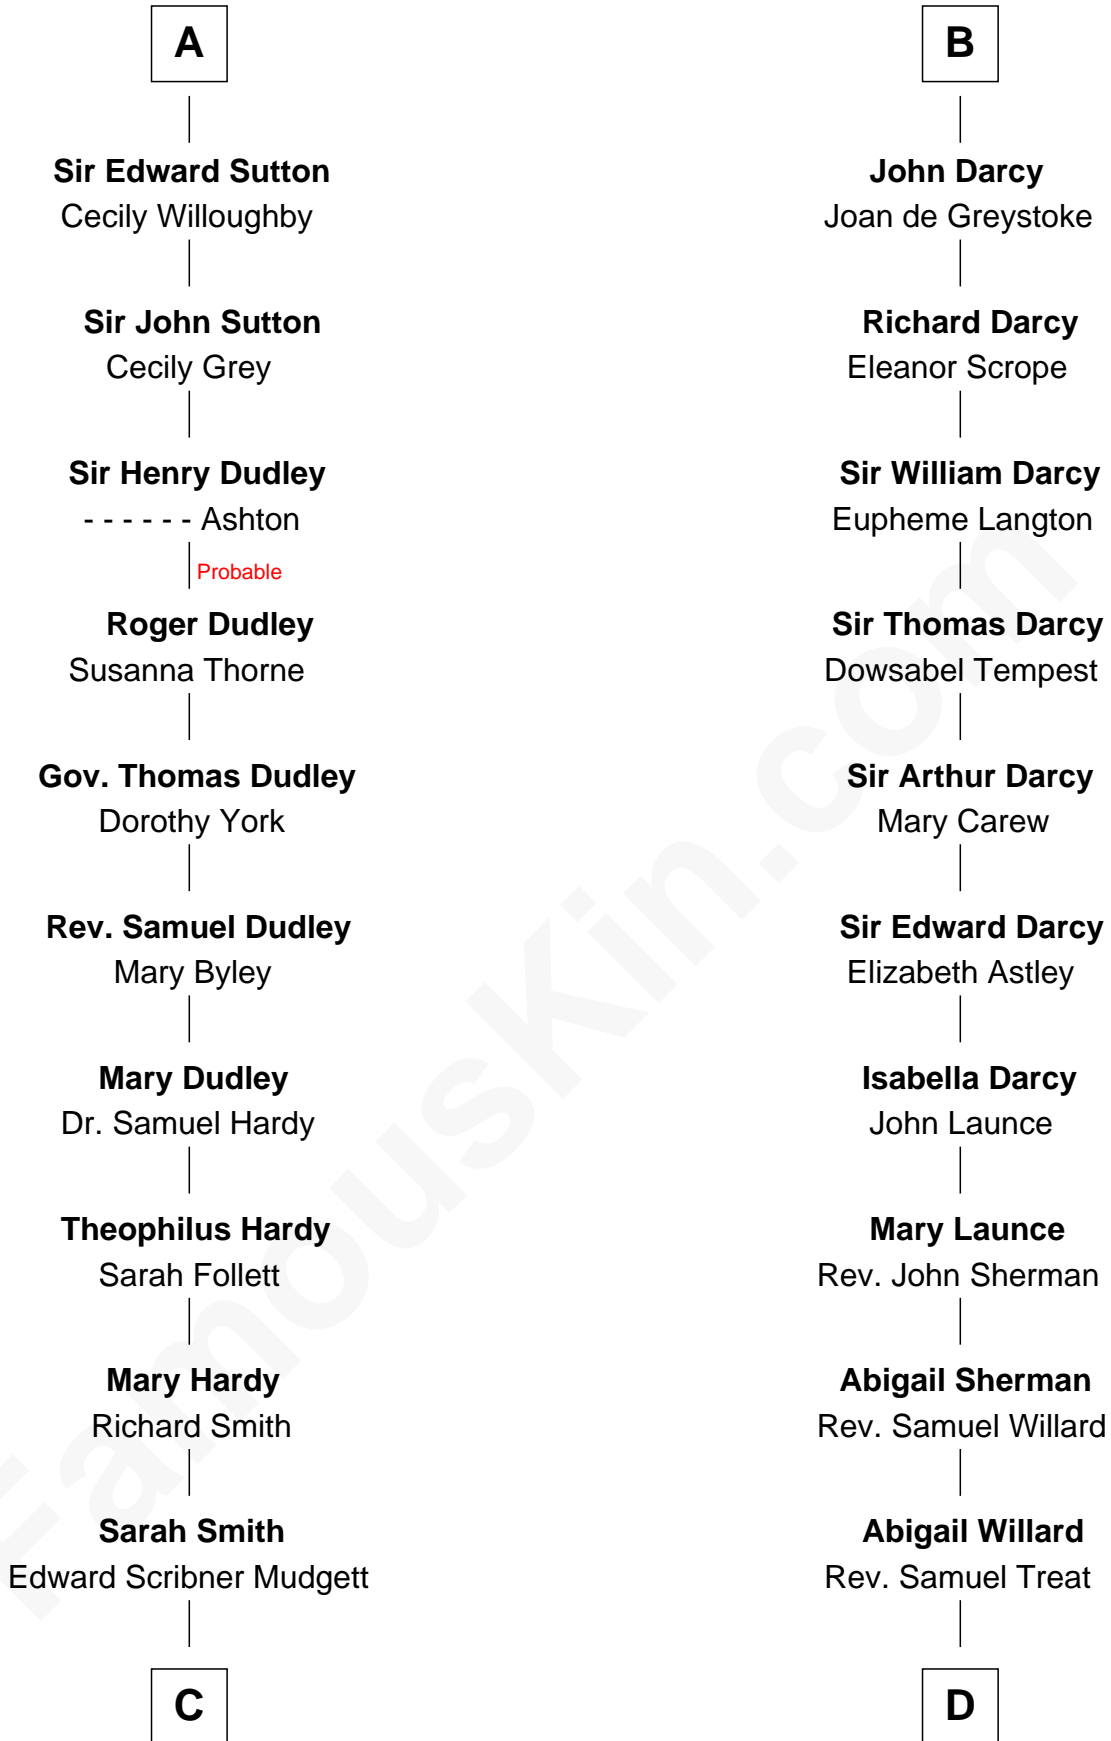 A
Sir Edward Sutton
Cecily Willoughby
Sir John Sutton
Cecily Grey
Sir Henry Dudley
- - - - - - Ashton
Probable
Roger Dudley
Susanna Thorne
Gov. Thomas Dudley
Dorothy York
Rev. Samuel Dudley
Mary Byley
Mary Dudley
Dr. Samuel Hardy
Theophilus Hardy
Sarah Follett
Mary Hardy
Richard Smith
Sarah Smith
Edward Scribner Mudgett
C
B
John Darcy
Joan de Greystoke
Richard Darcy
Eleanor Scrope
Sir William Darcy
Eupheme Langton
Sir Thomas Darcy
Dowsabel Tempest
Sir Arthur Darcy
Mary Carew
Sir Edward Darcy
Elizabeth Astley
Isabella Darcy
John Launce
Mary Launce
Rev. John Sherman
Abigail Sherman
Rev. Samuel Willard
Abigail Willard
Rev. Samuel Treat
D
FamousKin.com